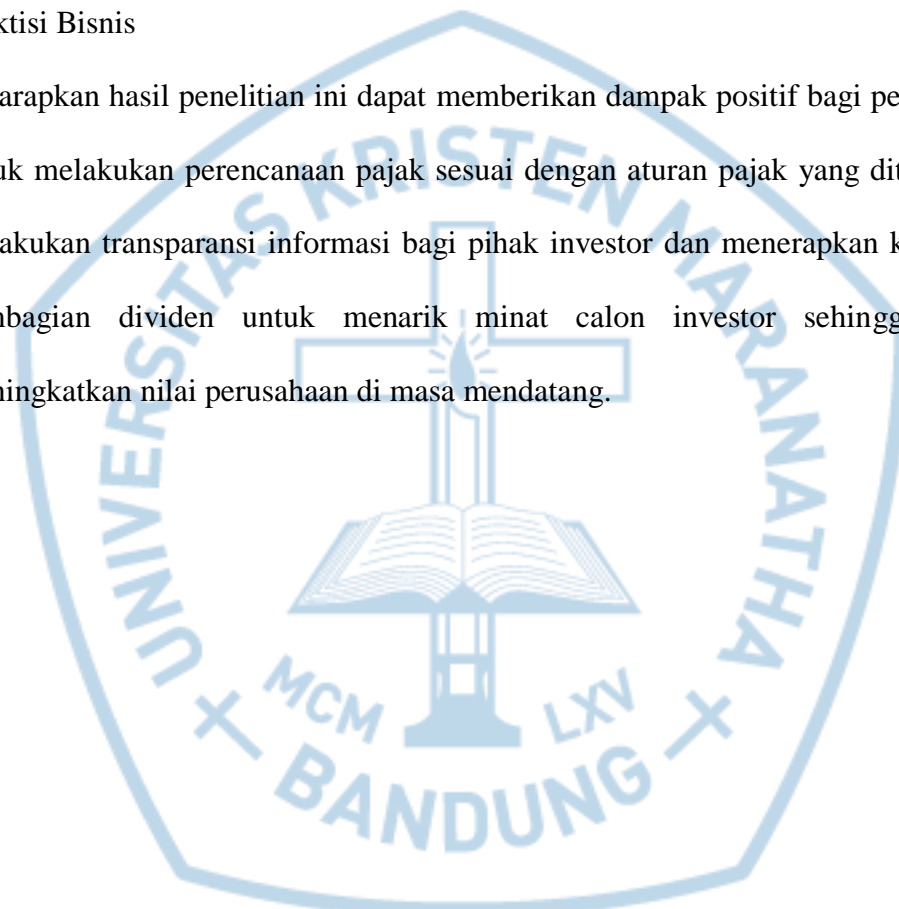 ktisi Bisnis
arapkan hasil penelitian ini dapat memberikan dampak positif bagi pe
uk melakukan perencanaan pajak sesuai dengan aturan pajak yang dit
akukan transparansi informasi bagi pihak investor dan menerapkan k
nbagian dividen untuk menarik minat calon investor sehingg
ningkatkan nilai perusahaan di masa mendatang.
UNIVERSITAS KRISTEN MARANATHA
MCM LXV
BANDUNG